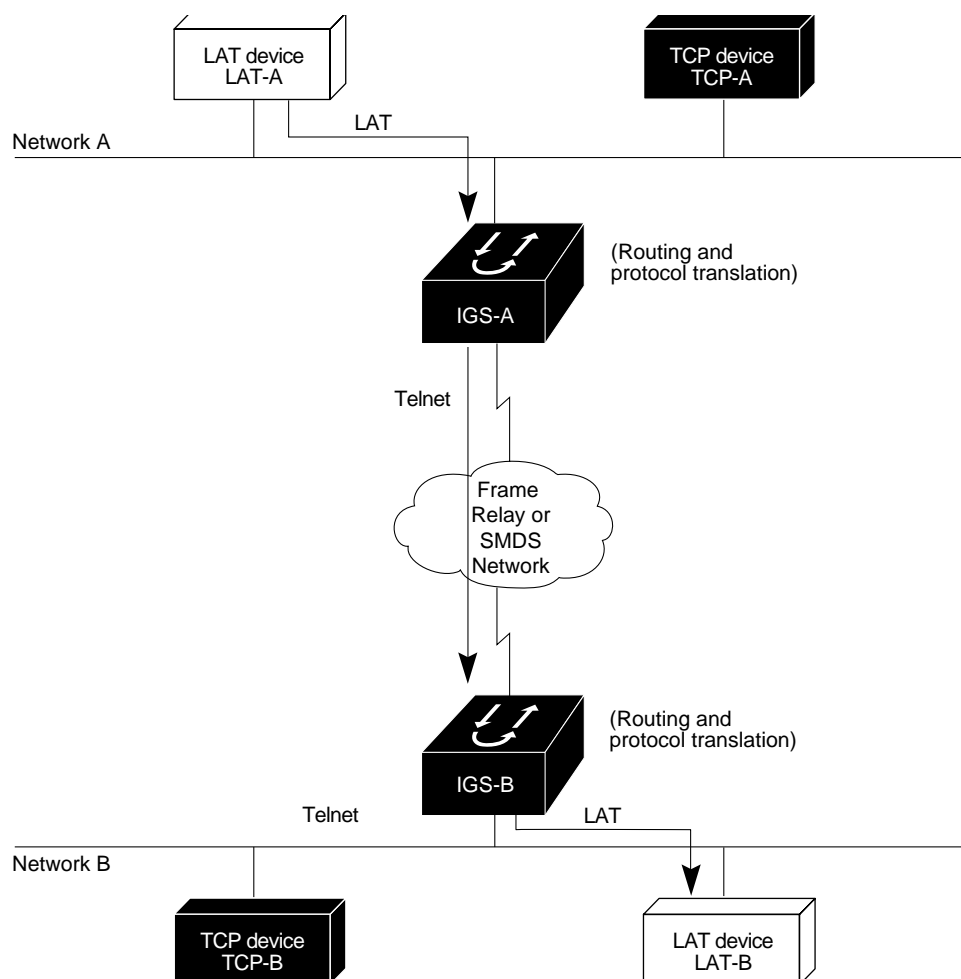 LAT device
LAT-A
TCP device
TCP-A
LAT
Network A
(Routing and
protocol translation)
IGS-A
Telnet
Frame
Relay or
SMDS
Network
(Routing and
protocol translation)
IGS-B
Telnet
LAT
Network B
TCP device
TCP-B
LAT device
LAT-B